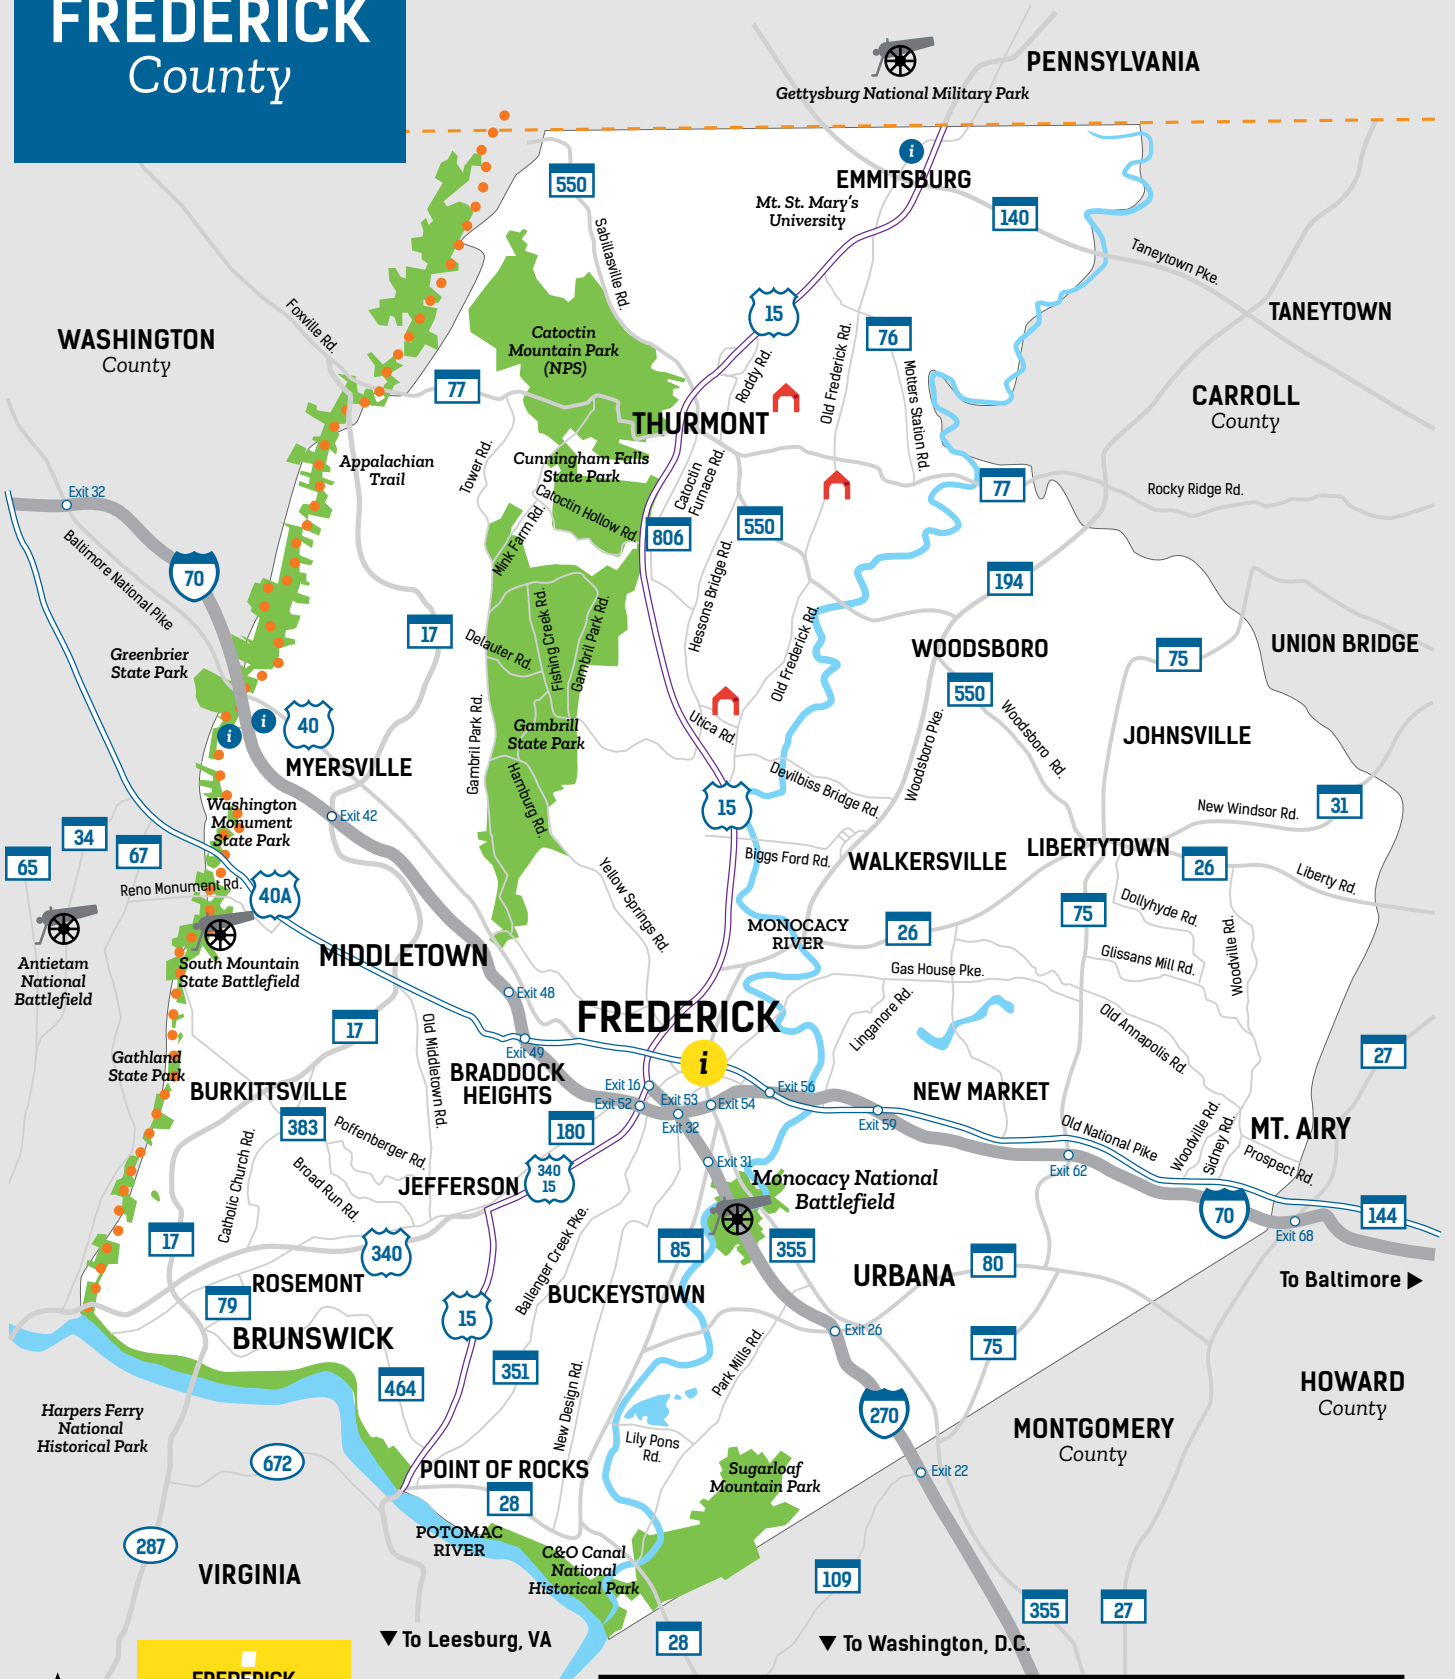 FREDERICK
County
PENNSYLVANIA
Gettysburg National Military Park
i
EMMITSBURG
550
Mt. St. Mary's
University
140
Sabillasville Rd.
Taneytown Pke.
15
TANEYTOWN
Foxville Rd.
WASHINGTON
County
Catoctin
Mountain Park
(NPS)
76
Old Frederick Rd.
Roddy Rd.
Motters Station Rd.
77
CARROLL
County
THURMONT
Appalachian
Trail
Tower Rd.
Cunningham Falls
State Park
Catoctin
Furnace Rd.
77
Rocky Ridge Rd.
Exit 32
Catoctin Hollow Rd.
Mink Farm Rd.
806
550
Baltimore National Pike
70
194
Hessons Bridge Rd.
17
Delauter Rd.
Fishing Creek Rd.
Gambril Park Rd.
Old Frederick Rd.
WOODSBORO
UNION BRIDGE
75
Greenbrier
State Park
550
Gambril Park Rd.
i
i
40
Gambrill
State Park
Utica Rd.
Woodsboro Pke.
Woodsboro Rd.
JOHNSVILLE
MYERSVILLE
Hamburg Rd.
Devilbiss Bridge Rd.
15
Washington
Monument
State Park
Exit 42
New Windsor Rd.
31
34
67
65
Biggs Ford Rd.
WALKERSVILLE
LIBERTYTOWN
26
Liberty Rd.
Reno Monument Rd.
40A
Yellow Springs Rd.
75
Dollyhyde Rd.
MONOCACY
RIVER
26
Woodville Rd.
MIDDLETOWN
Glissans Mill Rd.
Antietam
National
Battlefield
South Mountain
State Battlefield
Gas House Pke.
Exit 48
FREDERICK
Linganore Rd.
Old Annapolis Rd.
17
Old Middletown Rd.
Exit 49
27
i
Gathland
State Park
BRADDOCK
HEIGHTS
BURKITTSVILLE
Exit 16
Exit 56
NEW MARKET
Exit 52
Exit 53
Exit 54
Exit 32
Exit 59
383
Poffenberger Rd.
180
Old National Pike
Woodville Rd.
Sidney Rd.
MT. AIRY
Prospect Rd.
Catholic Church Rd.
Broad Run Rd.
Exit 31
Exit 62
JEFFERSON
340
15
Monocacy National
Battlefield
70
144
17
Exit 68
340
85
355
Ballenger Creek Pke.
80
ROSEMONT
URBANA
To Baltimore
79
BUCKEYSTOWN
15
BRUNSWICK
Exit 26
75
351
Park Mills Rd.
464
HOWARD
County
New Design Rd.
270
Harpers Ferry
National
Historical Park
MONTGOMERY
County
Lily Pons
Rd.
672
POINT OF ROCKS
Sugarloaf
Mountain Park
Exit 22
28
POTOMAC
RIVER
287
C&O Canal
National
Historical Park
VIRGINIA
109
355
27
To Leesburg, VA
28
To Washington, D.C.
FREDERICK